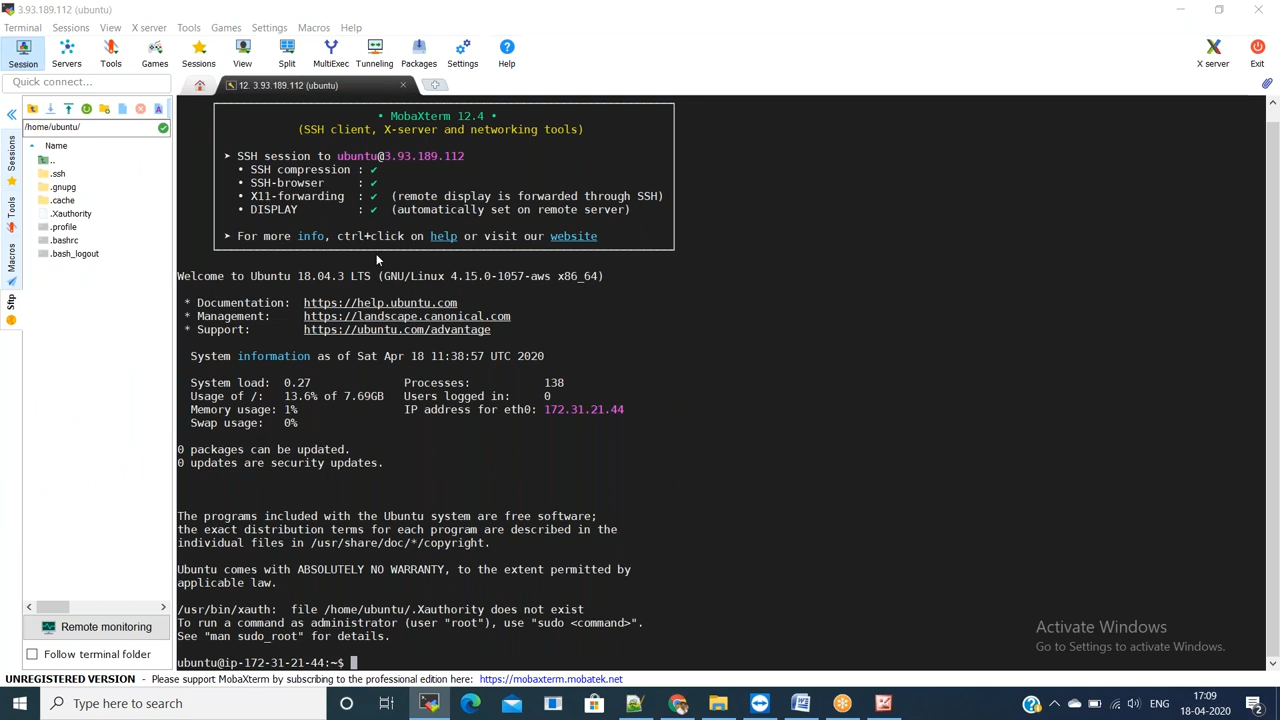 3.93.189.112 (ubuntu)
Terminal Sessions View X server Tools Games Settings Macros Help
Session Servers Tools Games Sessions View Split MultiExec Tunneling Packages Settings Help X server Exit
Quick connect...
12. 3.93.189.112 (ubuntu)
/home/ubuntu/
Name
..
.ssh
.gnupg
.cache
.Xauthority
.profile
.bashrc
.bash_logout
Sessions
Tools
Macros
Sftp
• MobaXterm 12.4 •
(SSH client, X-server and networking tools)
➤ SSH session to ubuntu@3.93.189.112
• SSH compression : ✔
• SSH-browser : ✔
• X11-forwarding : ✔ (remote display is forwarded through SSH)
• DISPLAY : ✔ (automatically set on remote server)
➤ For more info, ctrl+click on help or visit our website
Welcome to Ubuntu 18.04.3 LTS (GNU/Linux 4.15.0-1057-aws x86_64)
* Documentation: https://help.ubuntu.com
* Management: https://landscape.canonical.com
* Support: https://ubuntu.com/advantage
System information as of Sat Apr 18 11:38:57 UTC 2020
System load: 0.27 Processes: 138
Usage of /: 13.6% of 7.69GB Users logged in: 0
Memory usage: 1% IP address for eth0: 172.31.21.44
Swap usage: 0%
0 packages can be updated.
0 updates are security updates.
The programs included with the Ubuntu system are free software;
the exact distribution terms for each program are described in the
individual files in /usr/share/doc/*/copyright.
Ubuntu comes with ABSOLUTELY NO WARRANTY, to the extent permitted by
applicable law.
/usr/bin/xauth: file /home/ubuntu/.Xauthority does not exist
To run a command as administrator (user "root"), use "sudo <command>".
See "man sudo_root" for details.
ubuntu@ip-172-31-21-44:~$
Remote monitoring
Follow terminal folder
Activate Windows
Go to Settings to activate Windows.
UNREGISTERED VERSION - Please support MobaXterm by subscribing to the professional edition here: https://mobaxterm.mobatek.net
Type here to search
ENG
17:09
18-04-2020
2